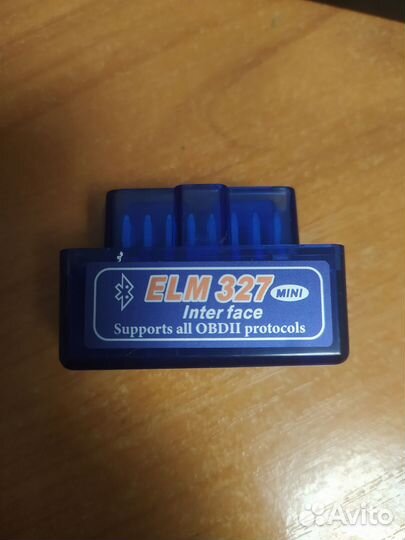 ELM 327 MINI
Inter face
Supports all OBDII protocols
Avito